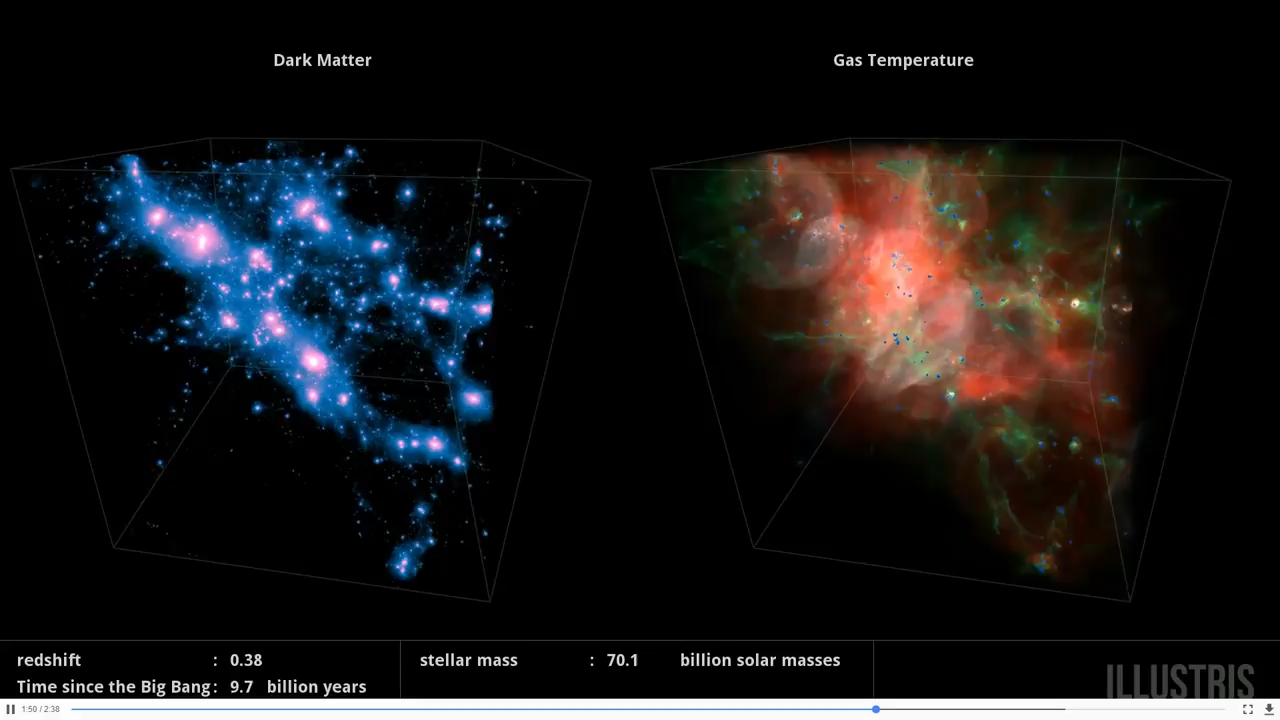 Dark Matter
Gas Temperature
redshift : 0.38
stellar mass : 70.1 billion solar masses
Time since the Big Bang: 9.7 billion years
ILLUSTRIS
1:50 / 2:38